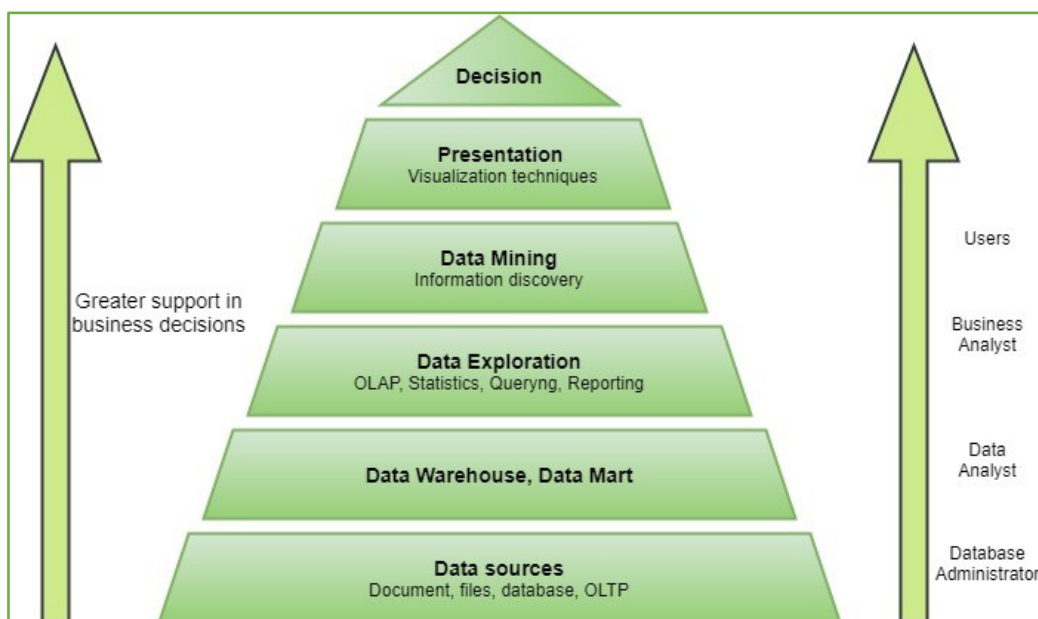 Decision
Presentation
Visualization techniques
Data Mining
Information discovery
Data Exploration
OLAP, Statistics, Queryng, Reporting
Data Warehouse, Data Mart
Data sources
Document, files, database, OLTP
Greater support in
business decisions
Users
Business
Analyst
Data
Analyst
Database
Administrator